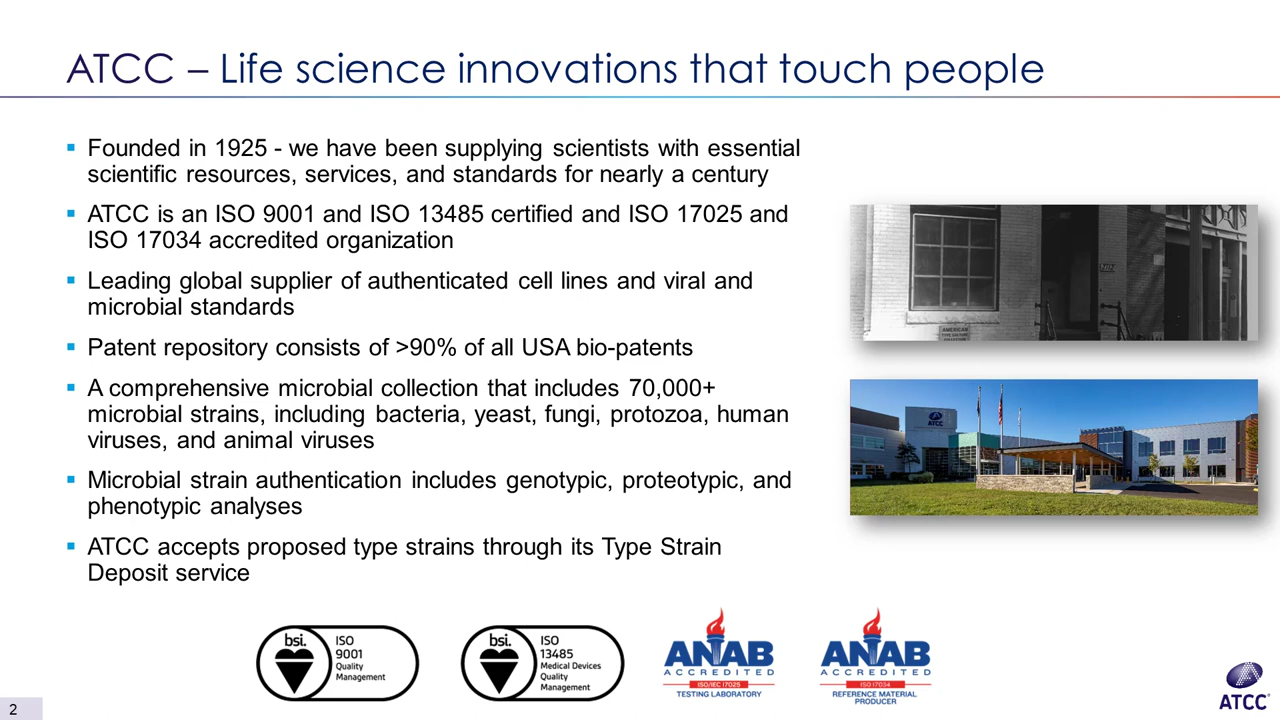 ATCC – Life science innovations that touch people
▪ Founded in 1925 - we have been supplying scientists with essential
scientific resources, services, and standards for nearly a century
▪ ATCC is an ISO 9001 and ISO 13485 certified and ISO 17025 and
ISO 17034 accredited organization
▪ Leading global supplier of authenticated cell lines and viral and
microbial standards
▪ Patent repository consists of >90% of all USA bio-patents
▪ A comprehensive microbial collection that includes 70,000+
microbial strains, including bacteria, yeast, fungi, protozoa, human
viruses, and animal viruses
▪ Microbial strain authentication includes genotypic, proteotypic, and
phenotypic analyses
▪ ATCC accepts proposed type strains through its Type Strain
Deposit service
AMERICAN
ATCC
bsi.
ISO
9001
Quality
Management
bsi.
ISO
13485
Medical Devices
Quality
Management
ANAB
ACCREDITED
ISO/IEC 17025
TESTING LABORATORY
ANAB
ACCREDITED
ISO 17034
REFERENCE MATERIAL
PRODUCER
ATCC®
2